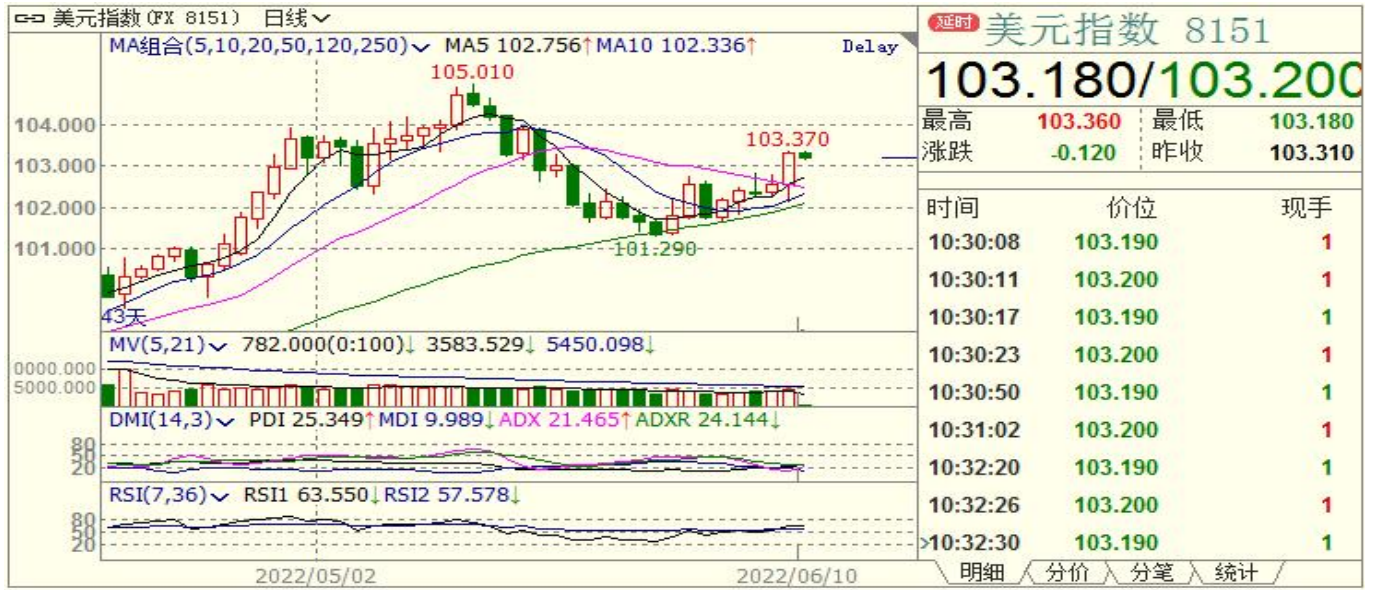 美元指数(FX 8151) 日线
MA组合(5,10,20,50,120,250) MA5 102.756↑MA10 102.336↑ Delay
105.010
104.000
103.370
103.000
102.000
101.000
101.290
43天
MV(5,21) 782.000(0:100)↓ 3583.529↓ 5450.098↓
0000.000
5000.000
DMI(14,3) PDI 25.349↑MDI 9.989↓ADX 21.465↑ADXR 24.144↓
80
50
20
RSI(7,36) RSI1 63.550↓RSI2 57.578↓
80
50
20
2022/05/02 2022/06/10
延时 美元指数 8151
103.180/103.200
最高 103.360 最低 103.180
涨跌 -0.120 昨收 103.310
时间 价位 现手
10:30:08 103.190 1
10:30:11 103.200 1
10:30:17 103.190 1
10:30:23 103.200 1
10:30:50 103.190 1
10:31:02 103.200 1
10:32:20 103.190 1
10:32:26 103.200 1
>10:32:30 103.190 1
明细 分价 分笔 统计